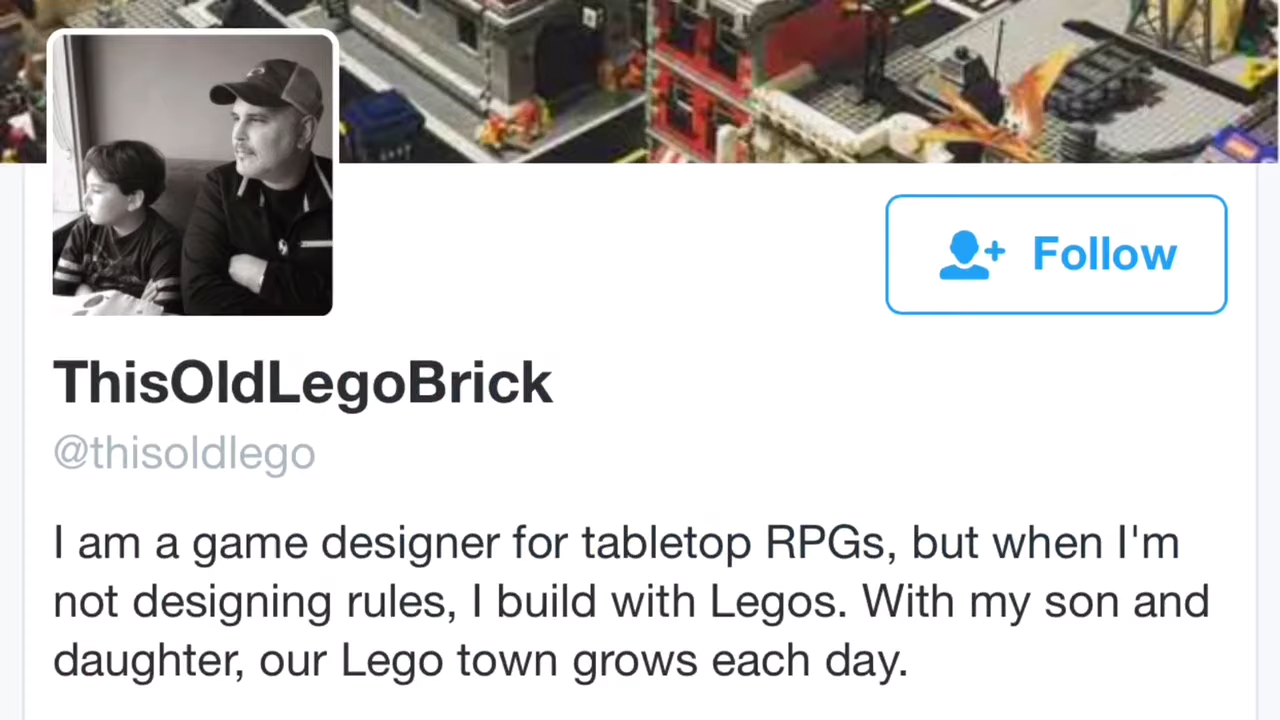 Follow
ThisOldLegoBrick
@thisoldlego
I am a game designer for tabletop RPGs, but when I'm
not designing rules, I build with Legos. With my son and
daughter, our Lego town grows each day.